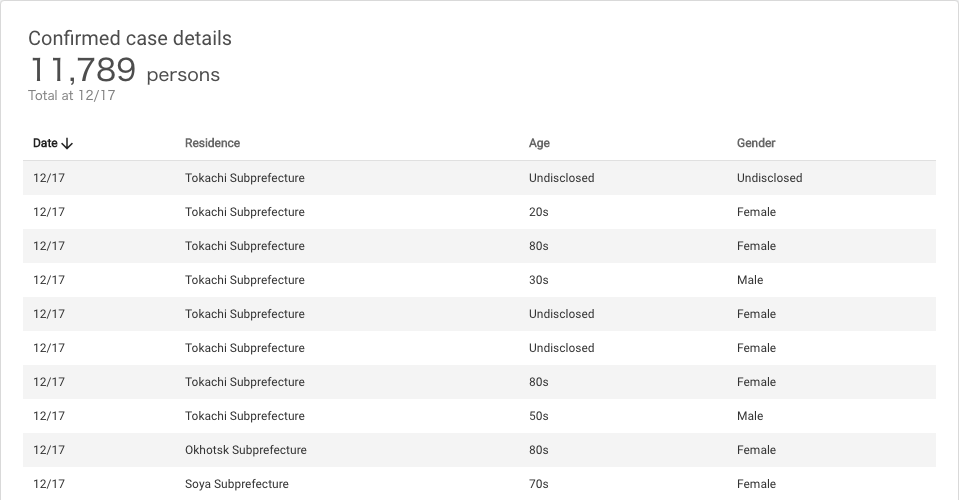 Confirmed case details
11,789 persons
Total at 12/17
Date Residence Age Gender
12/17 Tokachi Subprefecture Undisclosed Undisclosed
12/17 Tokachi Subprefecture 20s Female
12/17 Tokachi Subprefecture 80s Female
12/17 Tokachi Subprefecture 30s Male
12/17 Tokachi Subprefecture Undisclosed Female
12/17 Tokachi Subprefecture Undisclosed Female
12/17 Tokachi Subprefecture 80s Female
12/17 Tokachi Subprefecture 50s Male
12/17 Okhotsk Subprefecture 80s Female
12/17 Soya Subprefecture 70s Female